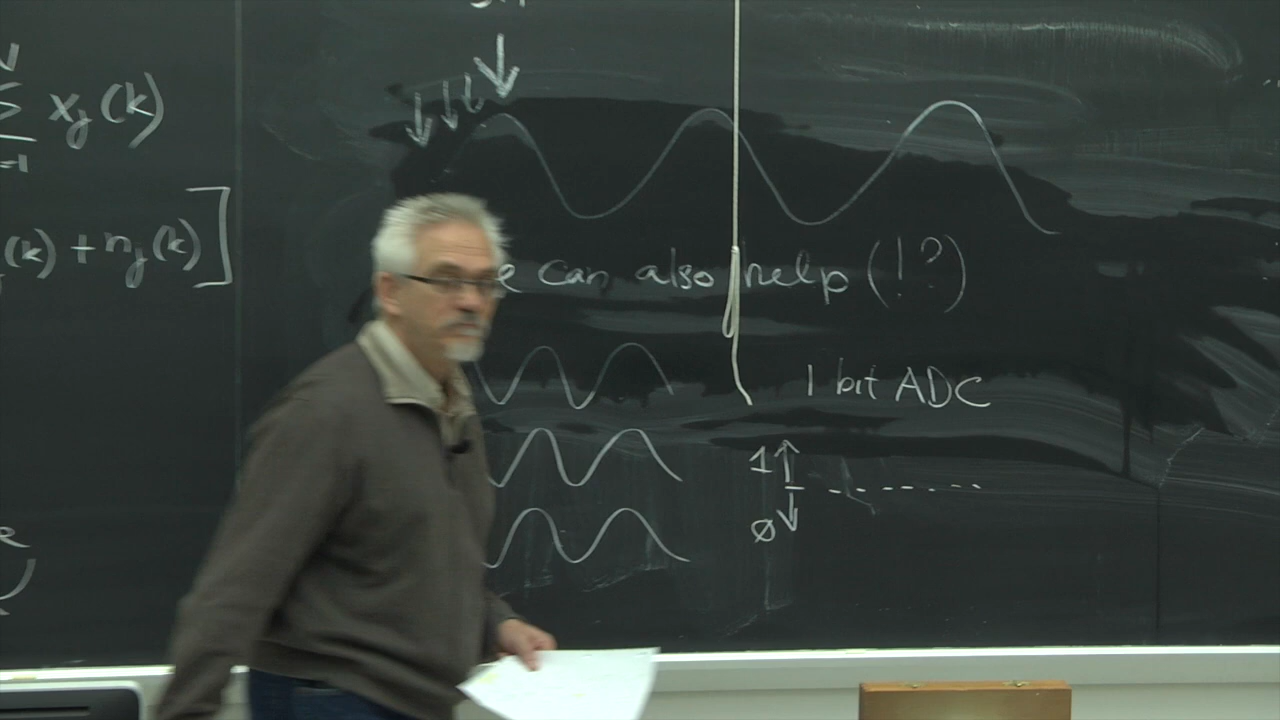 x_j(k)
(k) + n_j(k)]
e can also help (!?)
1 bit ADC
1
0